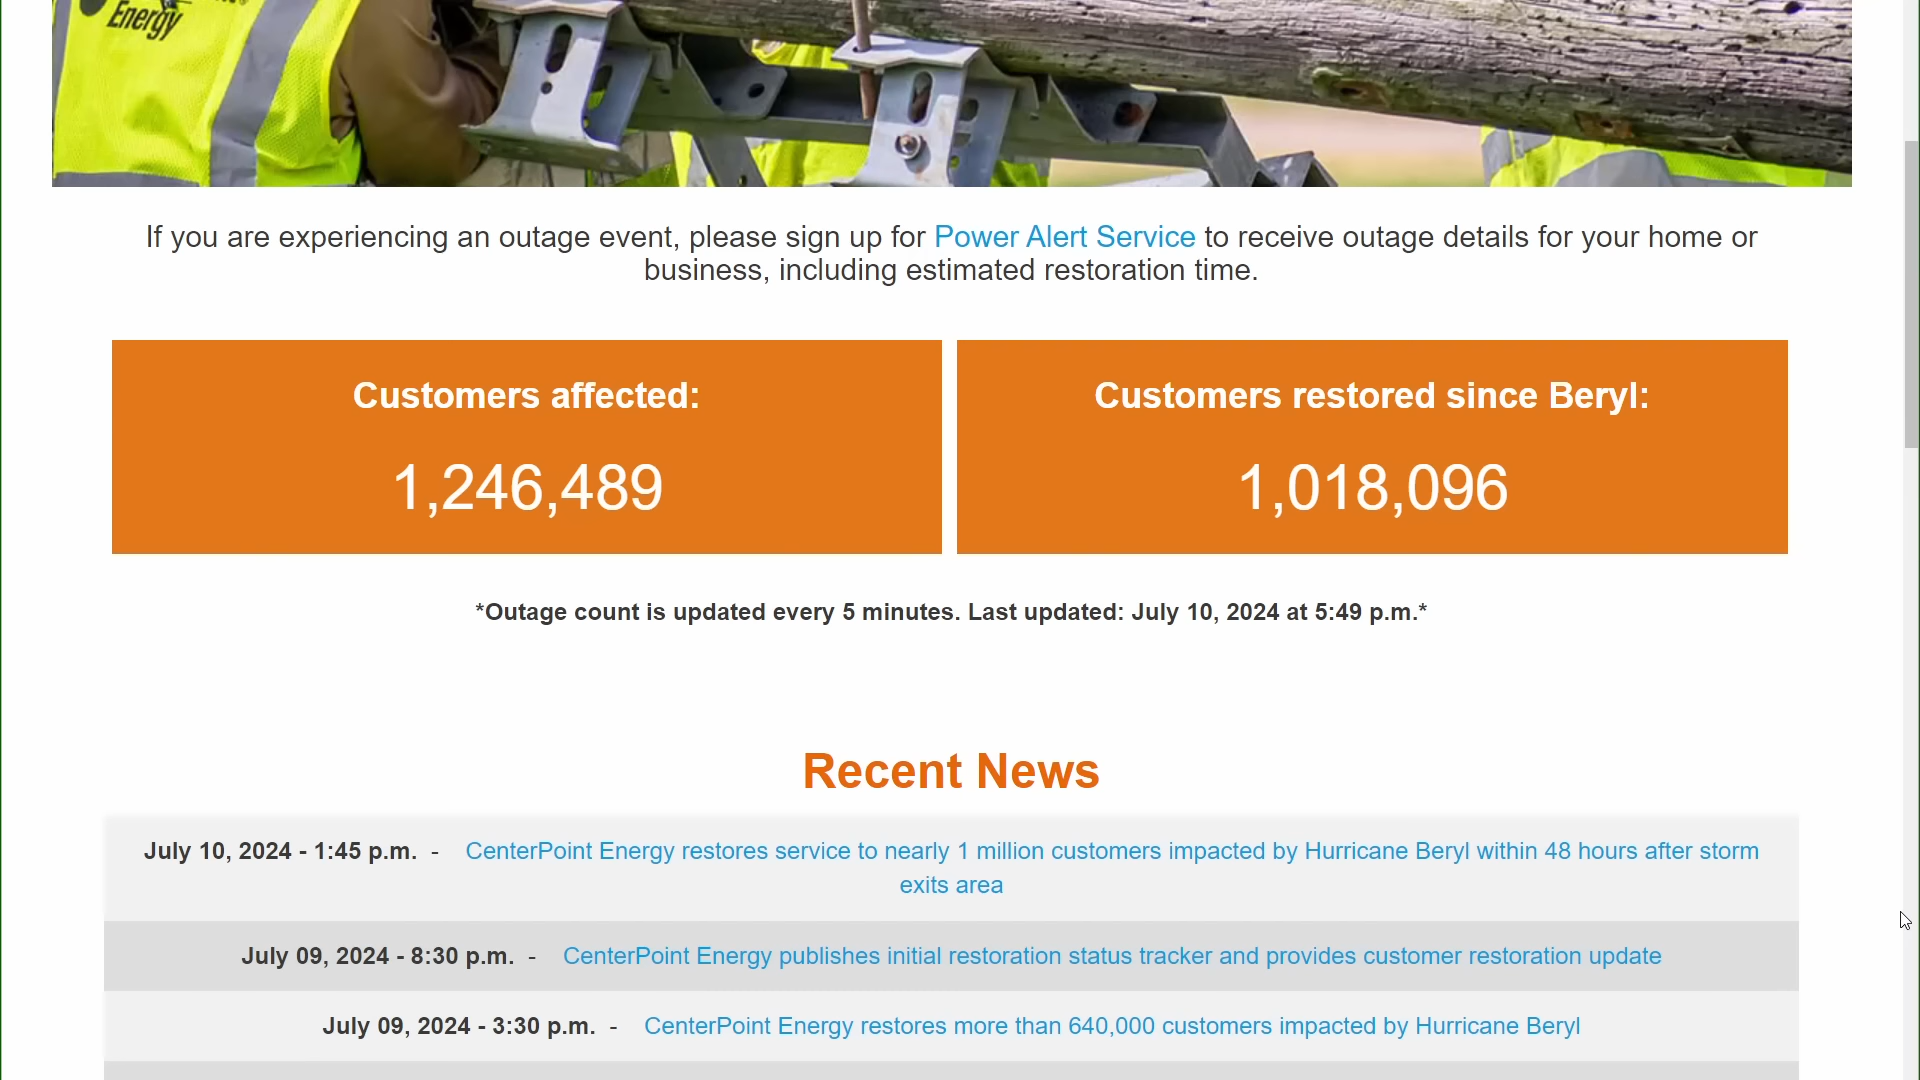 Energy
If you are experiencing an outage event, please sign up for Power Alert Service to receive outage details for your home or
business, including estimated restoration time.
Customers affected:
1,246,489
Customers restored since Beryl:
1,018,096
*Outage count is updated every 5 minutes. Last updated: July 10, 2024 at 5:49 p.m.*
Recent News
July 10, 2024 - 1:45 p.m. - CenterPoint Energy restores service to nearly 1 million customers impacted by Hurricane Beryl within 48 hours after storm
exits area
July 09, 2024 - 8:30 p.m. - CenterPoint Energy publishes initial restoration status tracker and provides customer restoration update
July 09, 2024 - 3:30 p.m. - CenterPoint Energy restores more than 640,000 customers impacted by Hurricane Beryl